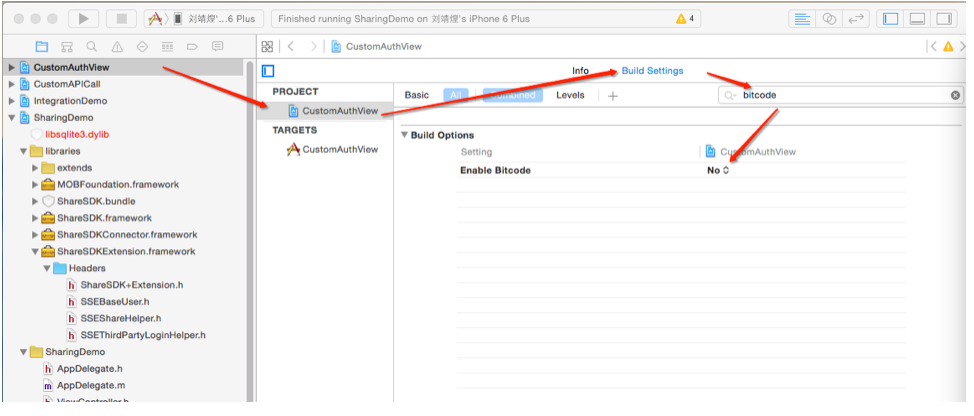 刘靖煌'...6 Plus
Finished running SharingDemo on 刘靖煌's iPhone 6 Plus
4
CustomAuthView
CustomAPICall
IntegrationDemo
SharingDemo
libsqlite3.dylib
libraries
extends
MOBFoundation.framework
ShareSDK.bundle
ShareSDK.framework
ShareSDKConnector.framework
ShareSDKExtension.framework
Headers
ShareSDK+Extension.h
SSEBaseUser.h
SSEShareHelper.h
SSEThirdPartyLoginHelper.h
SharingDemo
AppDelegate.h
AppDelegate.m
ViewController.h
CustomAuthView
Info
Build Settings
PROJECT
CustomAuthView
TARGETS
CustomAuthView
Basic
All
Combined
Levels
bitcode
Build Options
Setting
CustomAuthView
Enable Bitcode
No